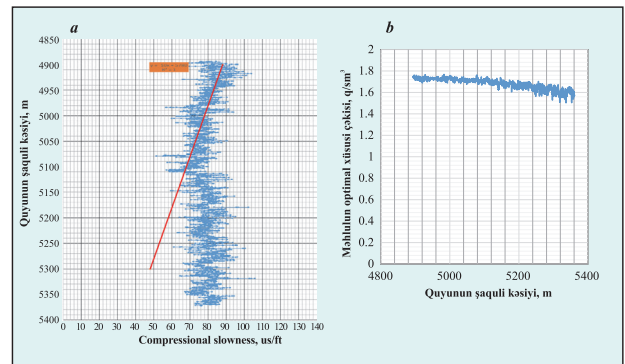 a
4850
4900
4950
5000
5050
5100
5150
5200
5250
5300
5350
5400
0 10 20 30 40 50 60 70 80 90 100 110 120 130 140
Compressional slowness, us/ft
Quyunun şaquli kəsiyi, m
b
2
1.8
1.6
1.4
1.2
1
0.8
0.6
0.4
0.2
0
4800 5000 5200 5400
Quyunun şaquli kəsiyi, m
Məhlulun optimal xüsusi çəkisi, q/sm³